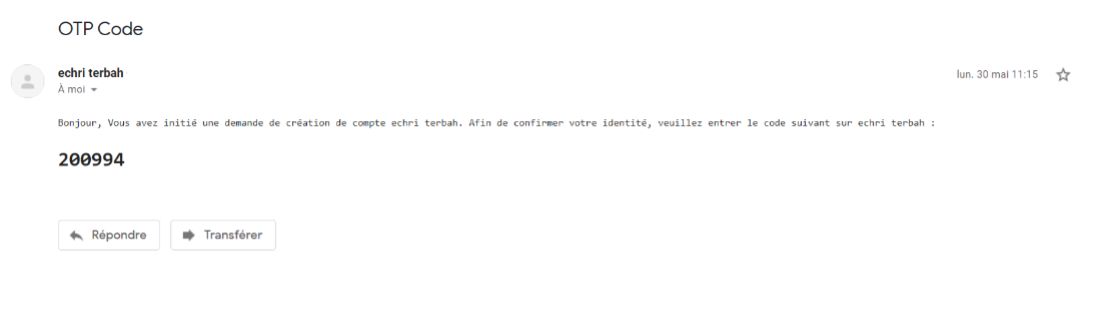 OTP Code
echri terbah
lun. 30 mai 11:15
À moi
Bonjour, Vous avez initié une demande de création de compte echri terbah. Afin de confirmer votre identité, veuillez entrer le code suivant sur echri terbah :
200994
Répondre
Transférer